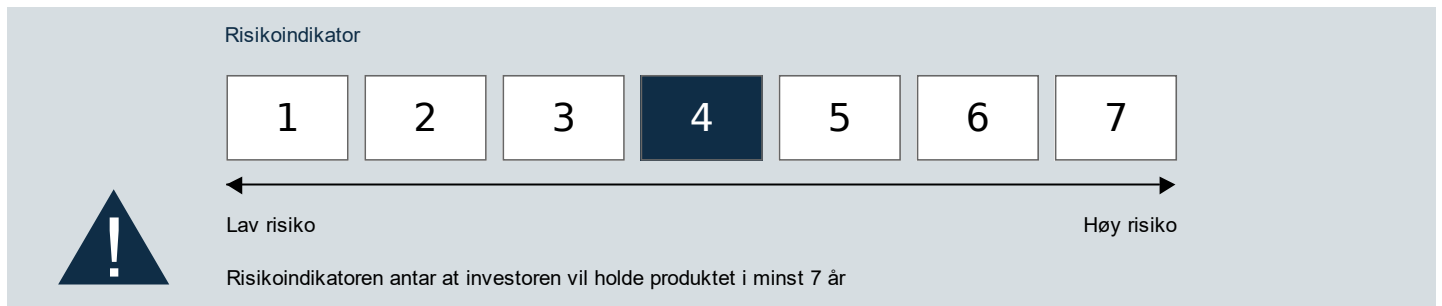 Risikoindikator
1 2 3 4 5 6 7
Lav risiko Høy risiko
!
Risikoindikatoren antar at investoren vil holde produktet i minst 7 år